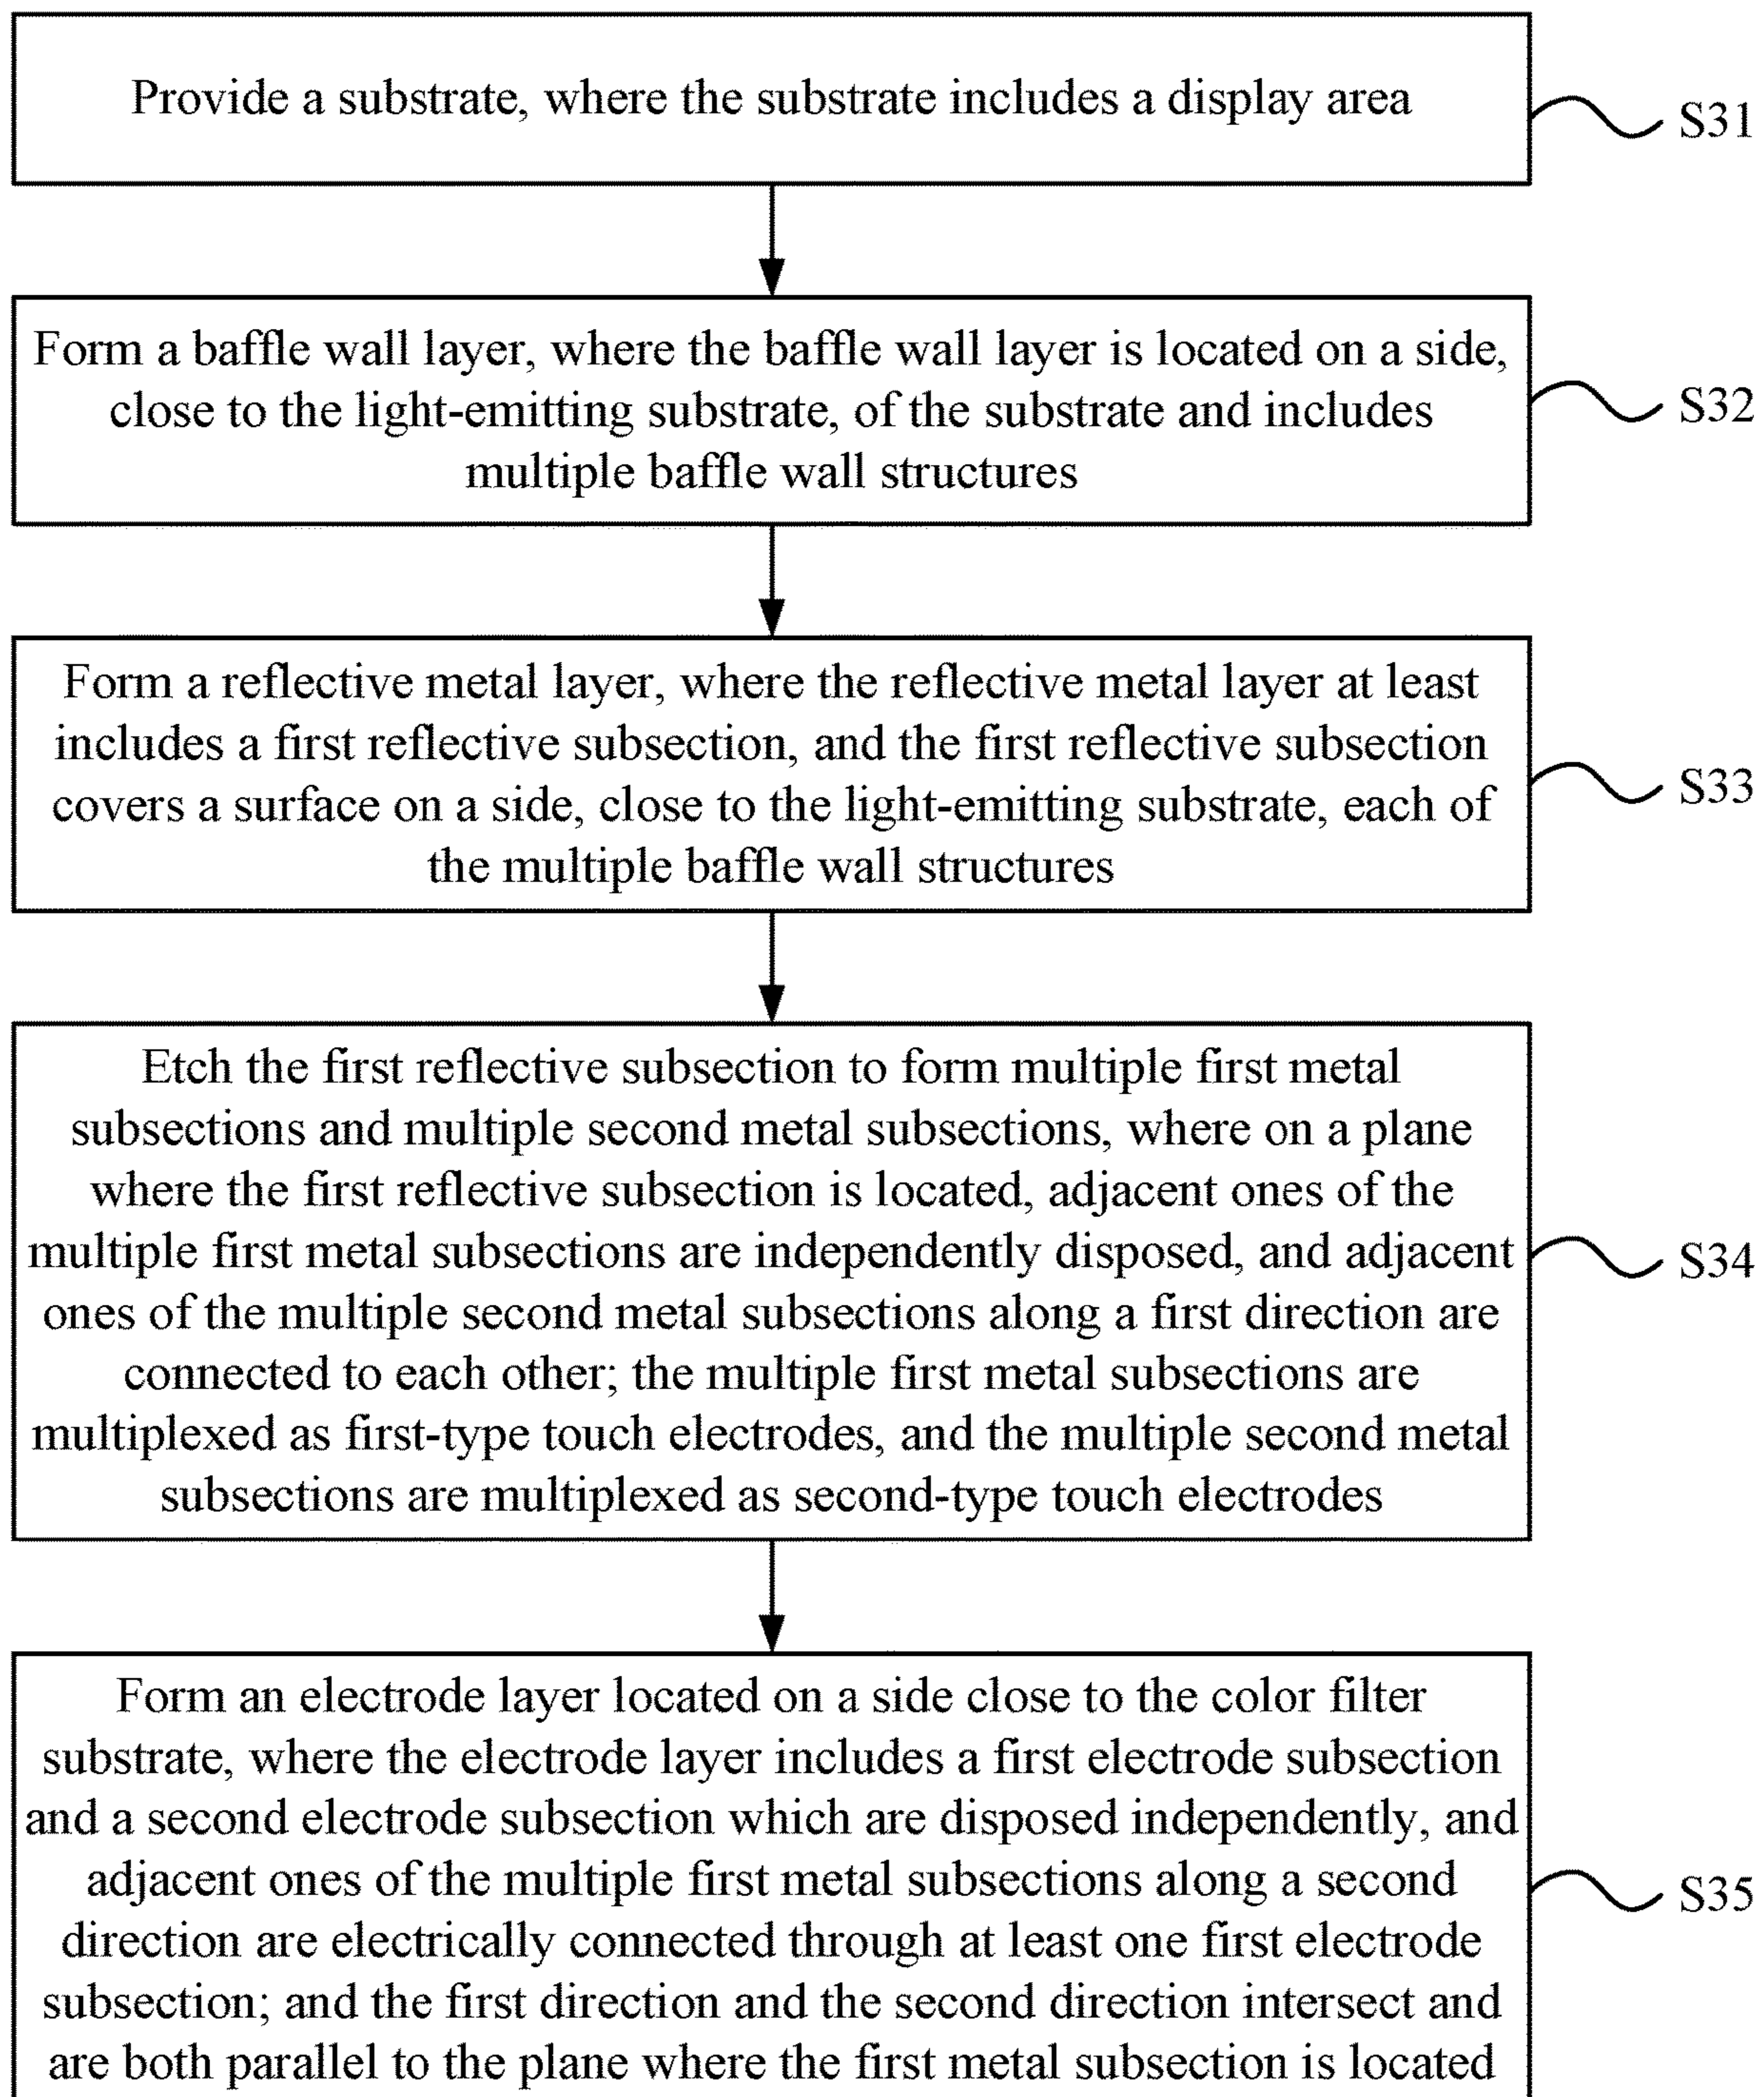 Provide a substrate, where the substrate includes a display area
S31
Form a baffle wall layer, where the baffle wall layer is located on a side,
close to the light-emitting substrate, of the substrate and includes
multiple baffle wall structures
S32
Form a reflective metal layer, where the reflective metal layer at least
includes a first reflective subsection, and the first reflective subsection
covers a surface on a side, close to the light-emitting substrate, each of
the multiple baffle wall structures
S33
Etch the first reflective subsection to form multiple first metal
subsections and multiple second metal subsections, where on a plane
where the first reflective subsection is located, adjacent ones of the
multiple first metal subsections are independently disposed, and adjacent
ones of the multiple second metal subsections along a first direction are
connected to each other; the multiple first metal subsections are
multiplexed as first-type touch electrodes, and the multiple second metal
subsections are multiplexed as second-type touch electrodes
S34
Form an electrode layer located on a side close to the color filter
substrate, where the electrode layer includes a first electrode subsection
and a second electrode subsection which are disposed independently, and
adjacent ones of the multiple first metal subsections along a second
direction are electrically connected through at least one first electrode
subsection; and the first direction and the second direction intersect and
are both parallel to the plane where the first metal subsection is located
S35